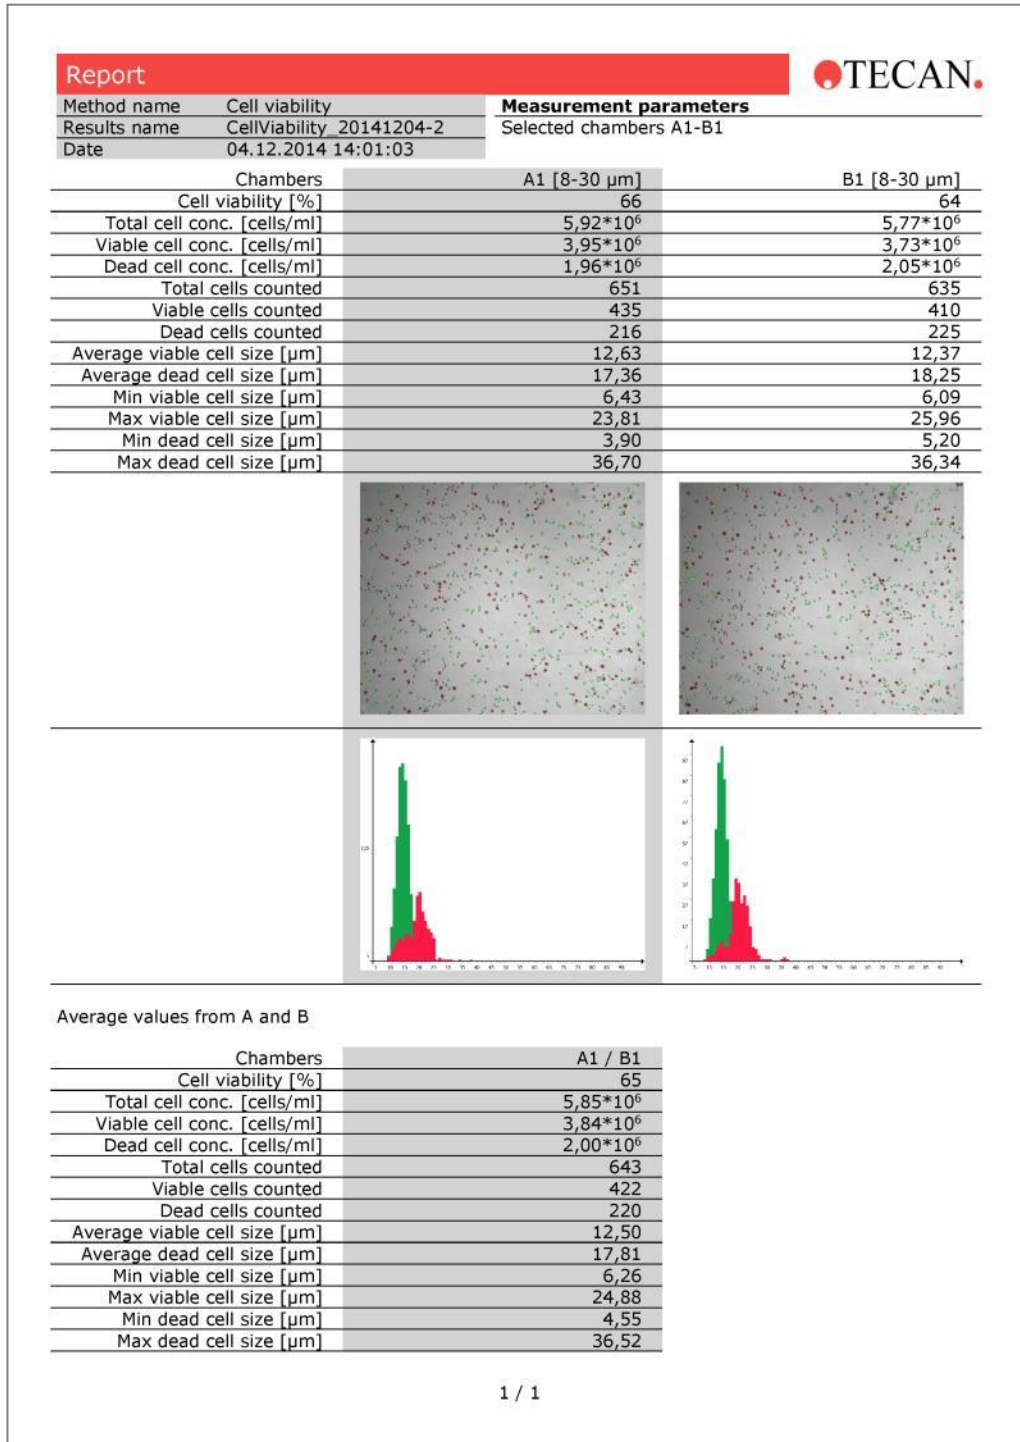 Report
TECAN.
Method name Cell viability
Results name CellViability_20141204-2
Date 04.12.2014 14:01:03
Measurement parameters
Selected chambers A1-B1
Chambers A1 [8-30 µm] B1 [8-30 µm]
Cell viability [%] 66 64
Total cell conc. [cells/ml] 5,92*10⁶ 5,77*10⁶
Viable cell conc. [cells/ml] 3,95*10⁶ 3,73*10⁶
Dead cell conc. [cells/ml] 1,96*10⁶ 2,05*10⁶
Total cells counted 651 635
Viable cells counted 435 410
Dead cells counted 216 225
Average viable cell size [µm] 12,63 12,37
Average dead cell size [µm] 17,36 18,25
Min viable cell size [µm] 6,43 6,09
Max viable cell size [µm] 23,81 25,96
Min dead cell size [µm] 3,90 5,20
Max dead cell size [µm] 36,70 36,34
Average values from A and B
Chambers A1 / B1
Cell viability [%] 65
Total cell conc. [cells/ml] 5,85*10⁶
Viable cell conc. [cells/ml] 3,84*10⁶
Dead cell conc. [cells/ml] 2,00*10⁶
Total cells counted 643
Viable cells counted 422
Dead cells counted 220
Average viable cell size [µm] 12,50
Average dead cell size [µm] 17,81
Min viable cell size [µm] 6,26
Max viable cell size [µm] 24,88
Min dead cell size [µm] 4,55
Max dead cell size [µm] 36,52
1 / 1